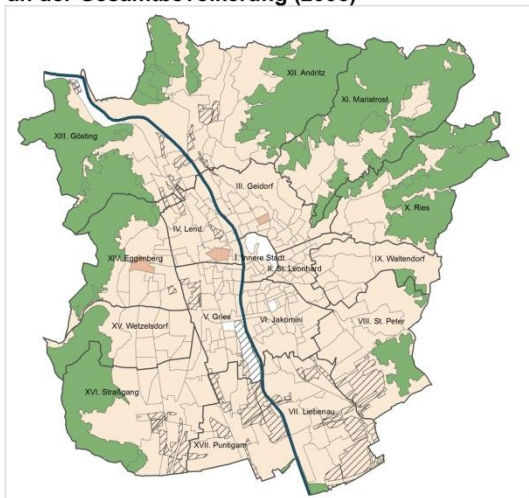 an der Gesamtbevölkerung
XII. Andritz
XI. Mariatrost
XIII. Gösting
III. Geidorf
X. Ries
IV. Lend
XIV. Eggenberg
I. Innere Stadt
II. St. Leonhard
IX. Waltendorf
V. Gries
VI. Jakomini
VIII. St. Peter
XV. Wetzelsdorf
XVI. Straßgang
VII. Liebenau
XVII. Puntigam